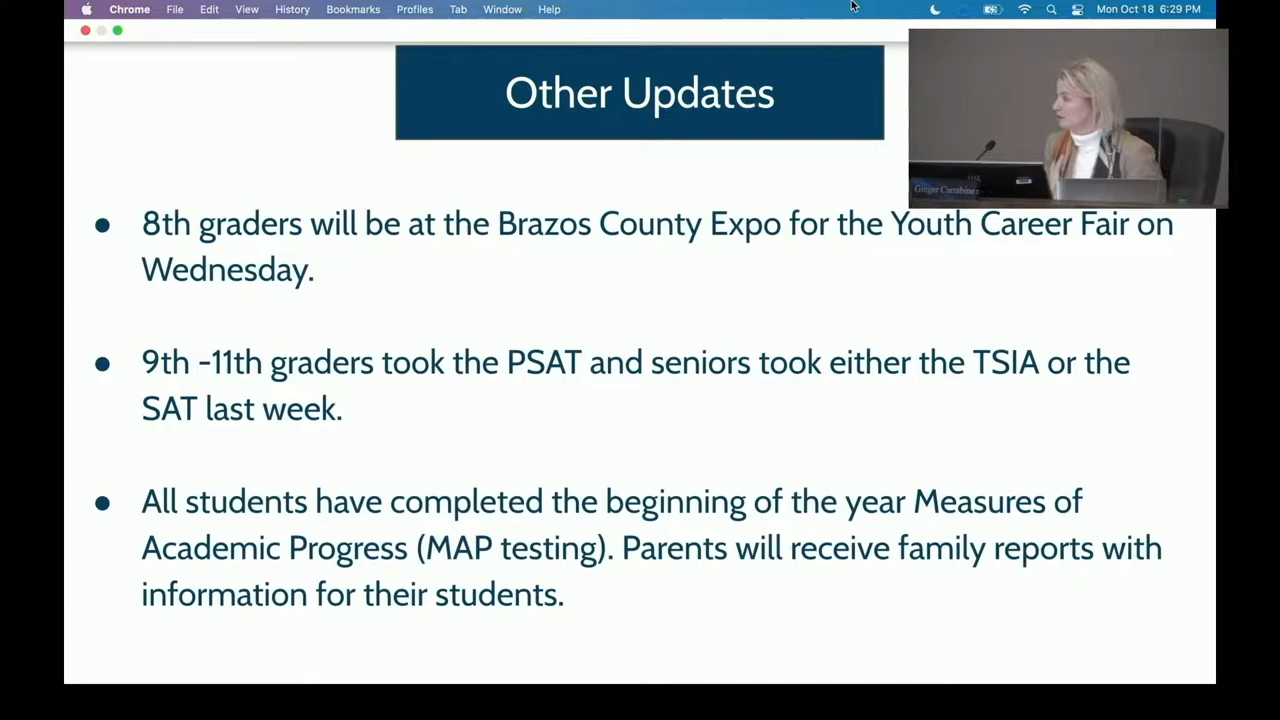 Chrome File Edit View History Bookmarks Profiles Tab Window Help Mon Oct 18 6:29 PM
Other Updates
Ginger Carrabine
● 8th graders will be at the Brazos County Expo for the Youth Career Fair on
Wednesday.
● 9th -11th graders took the PSAT and seniors took either the TSIA or the
SAT last week.
● All students have completed the beginning of the year Measures of
Academic Progress (MAP testing). Parents will receive family reports with
information for their students.